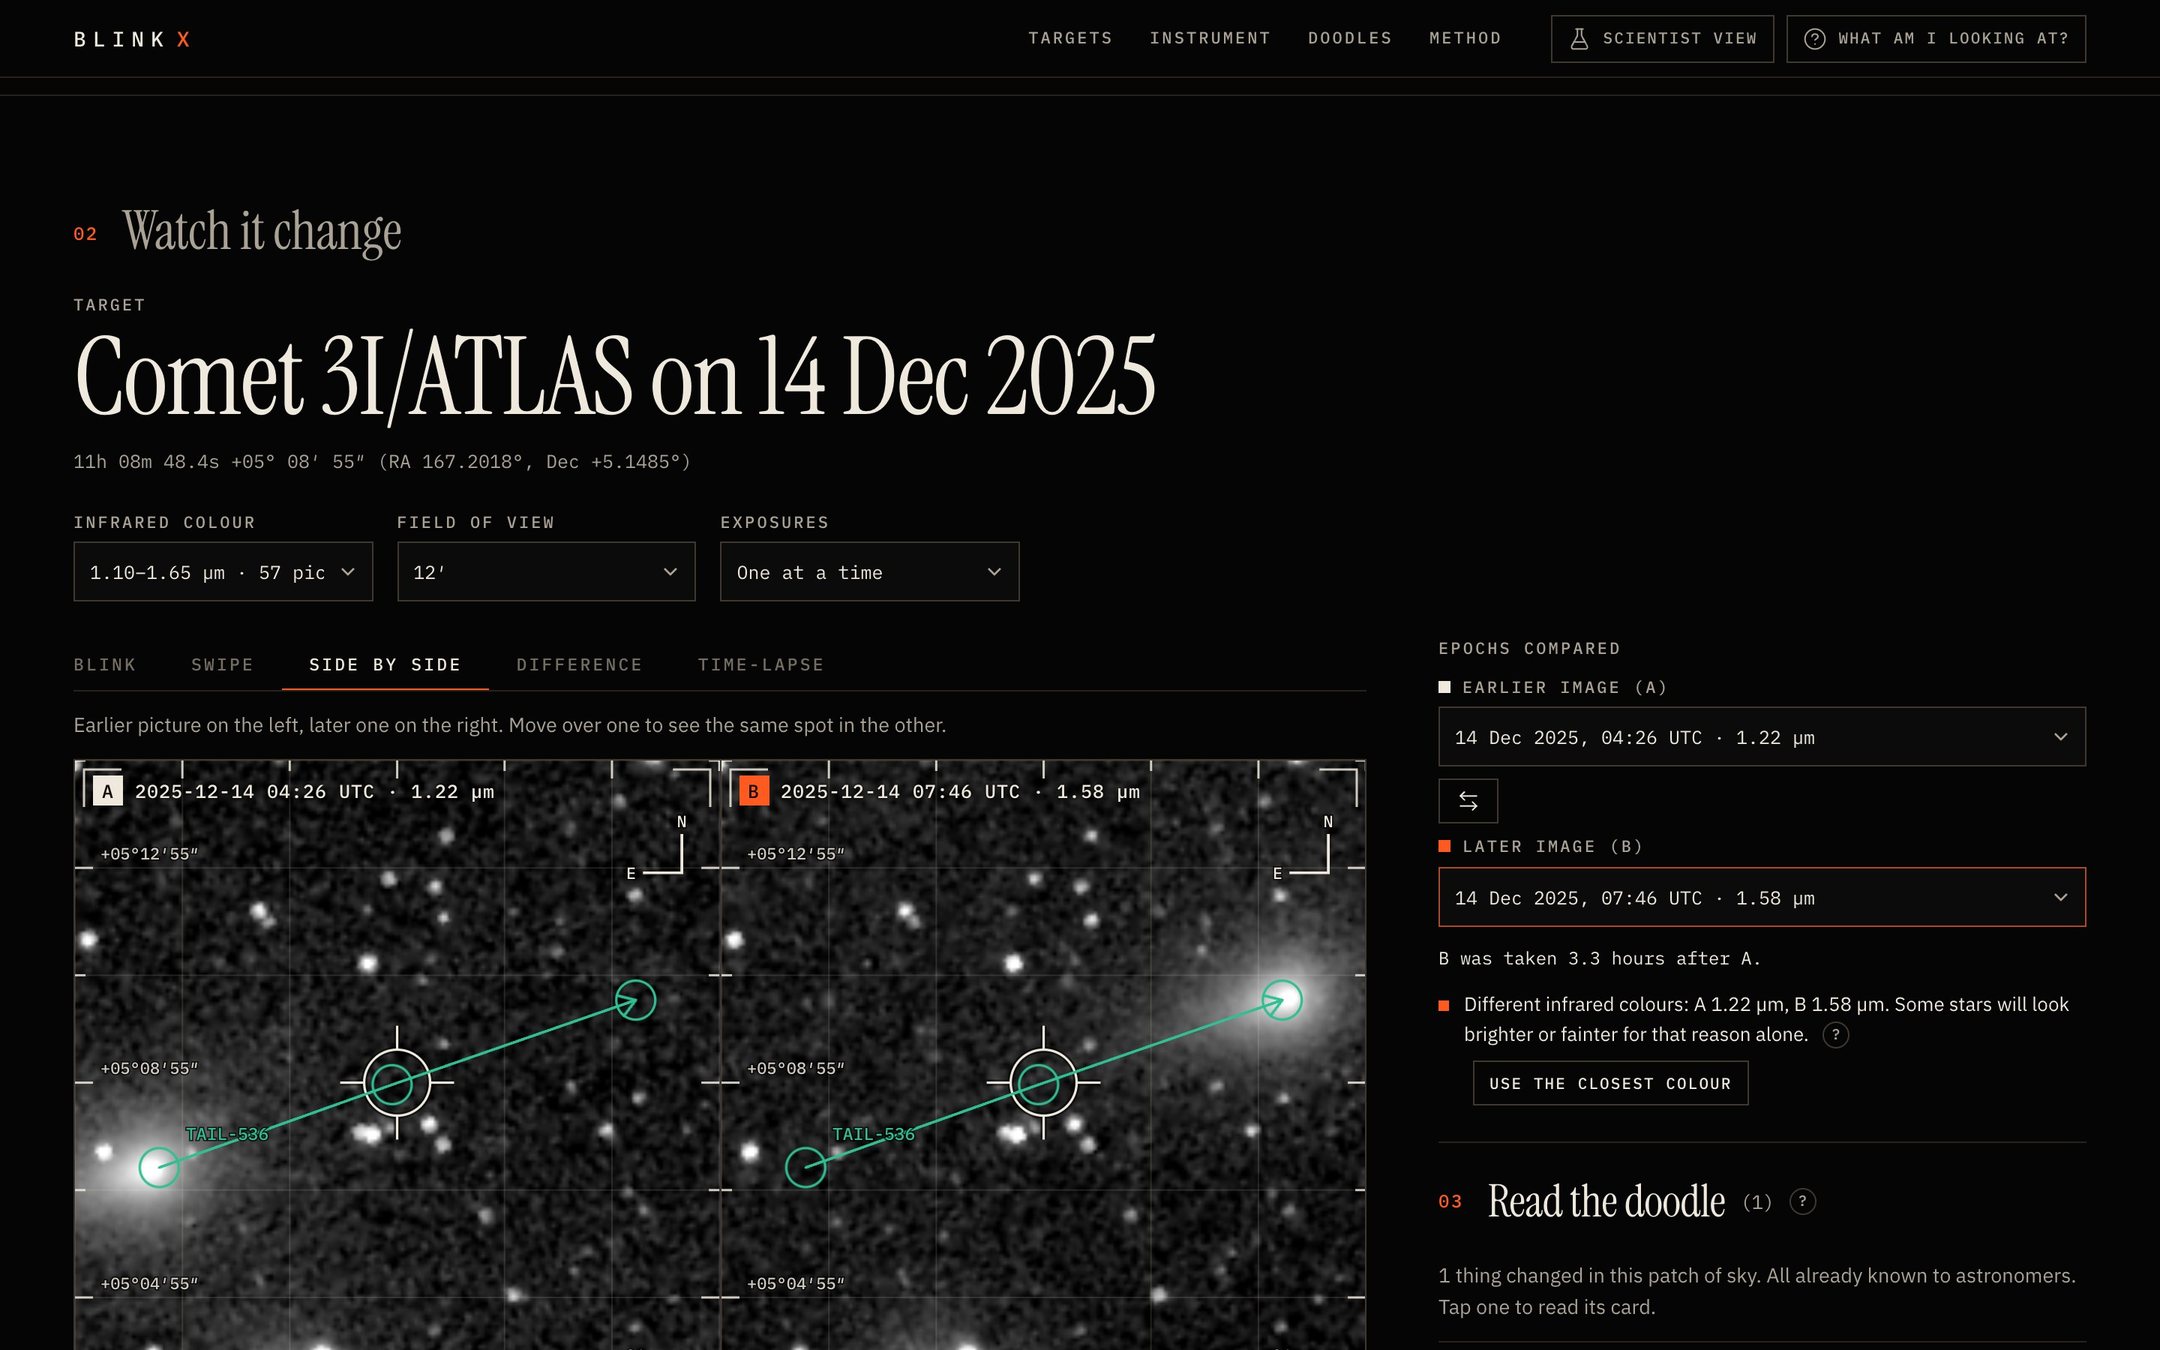 BLINK X
TARGETS INSTRUMENT DOODLES METHOD SCIENTIST VIEW ? WHAT AM I LOOKING AT?
02 Watch it change
TARGET
Comet 3I/ATLAS on 14 Dec 2025
11h 08m 48.4s +05° 08′ 55″ (RA 167.2018°, Dec +5.1485°)
INFRARED COLOUR FIELD OF VIEW EXPOSURES
1.10–1.65 µm · 57 pic 12′ One at a time
BLINK SWIPE SIDE BY SIDE DIFFERENCE TIME-LAPSE
Earlier picture on the left, later one on the right. Move over one to see the same spot in the other.
A 2025-12-14 04:26 UTC · 1.22 µm
N
E
+05°12′55″
+05°08′55″
TAIL-536
+05°04′55″
B 2025-12-14 07:46 UTC · 1.58 µm
N
E
+05°12′55″
+05°08′55″
TAIL-536
+05°04′55″
EPOCHS COMPARED
EARLIER IMAGE (A)
14 Dec 2025, 04:26 UTC · 1.22 µm
LATER IMAGE (B)
14 Dec 2025, 07:46 UTC · 1.58 µm
B was taken 3.3 hours after A.
Different infrared colours: A 1.22 µm, B 1.58 µm. Some stars will look
brighter or fainter for that reason alone. ?
USE THE CLOSEST COLOUR
03 Read the doodle (1) ?
1 thing changed in this patch of sky. All already known to astronomers.
Tap one to read its card.